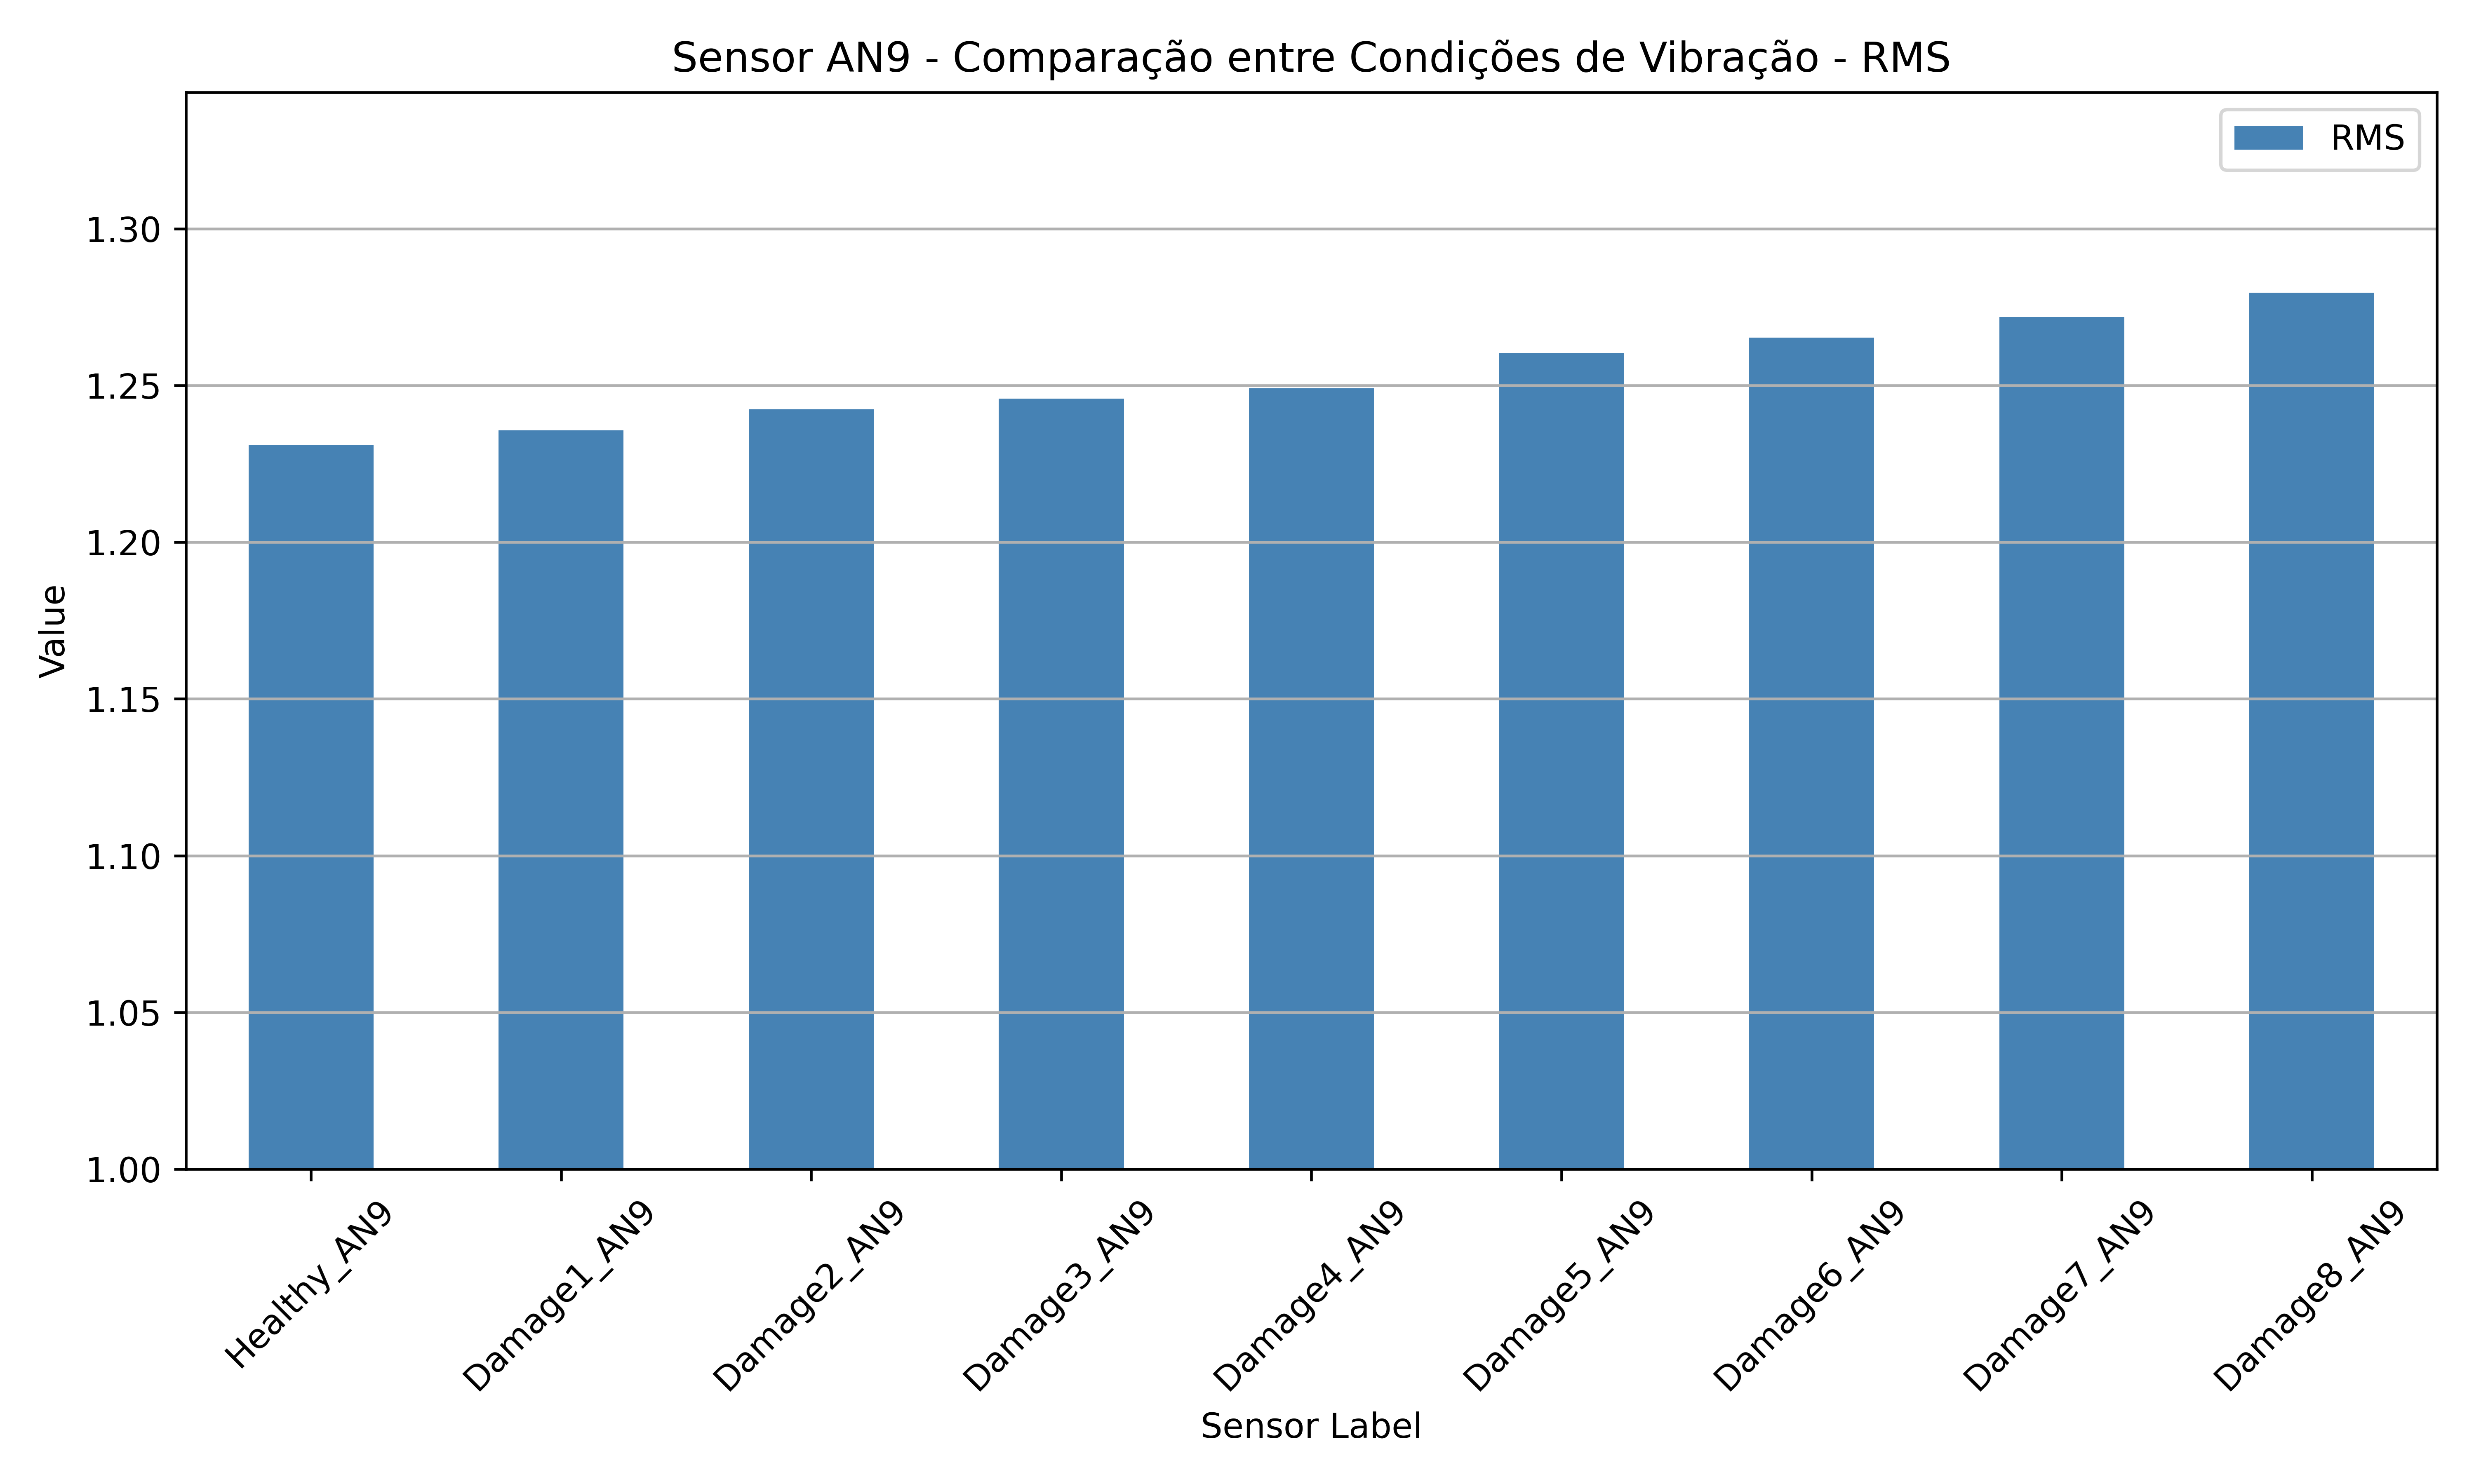 Sensor AN9 - Comparação entre Condições de Vibração - RMS
RMS
1.30
1.25
1.20
1.15
1.10
1.05
1.00
Value
Healthy_AN9
Damage1_AN9
Damage2_AN9
Damage3_AN9
Damage4_AN9
Damage5_AN9
Damage6_AN9
Damage7_AN9
Damage8_AN9
Sensor Label